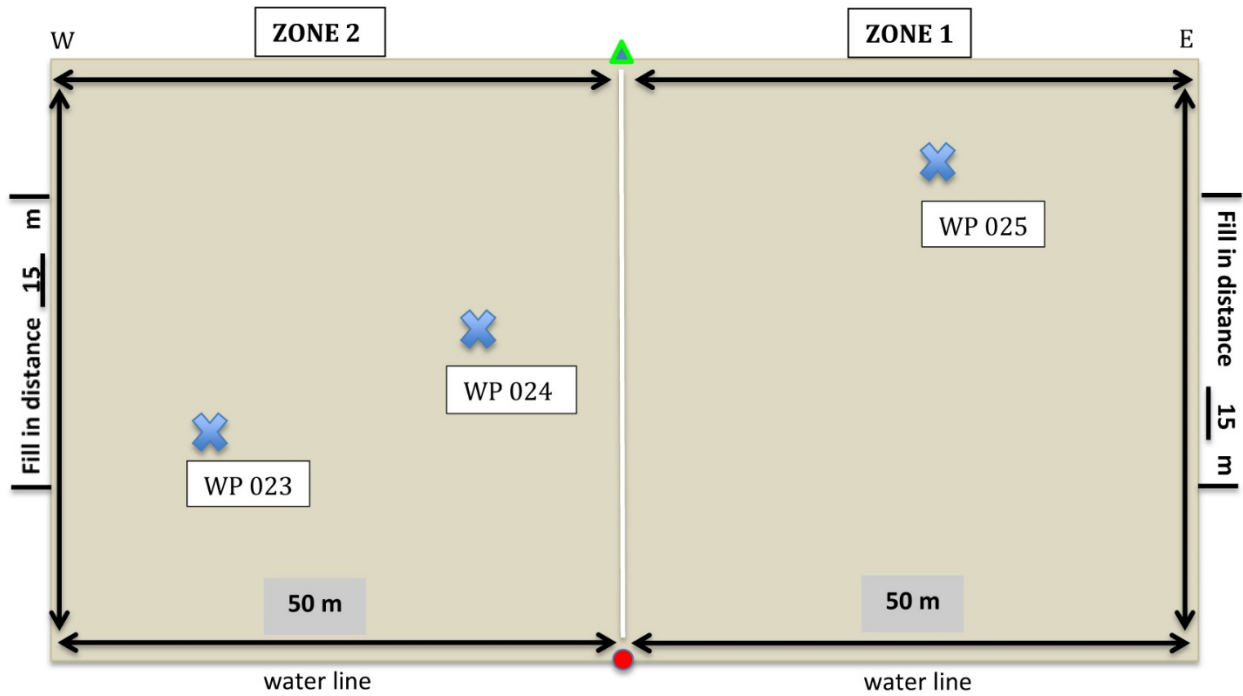 W
ZONE 2
ZONE 1
E
Fill in distance 15 m
WP 025
Fill in distance 15 m
WP 024
WP 023
50 m
50 m
water line
water line